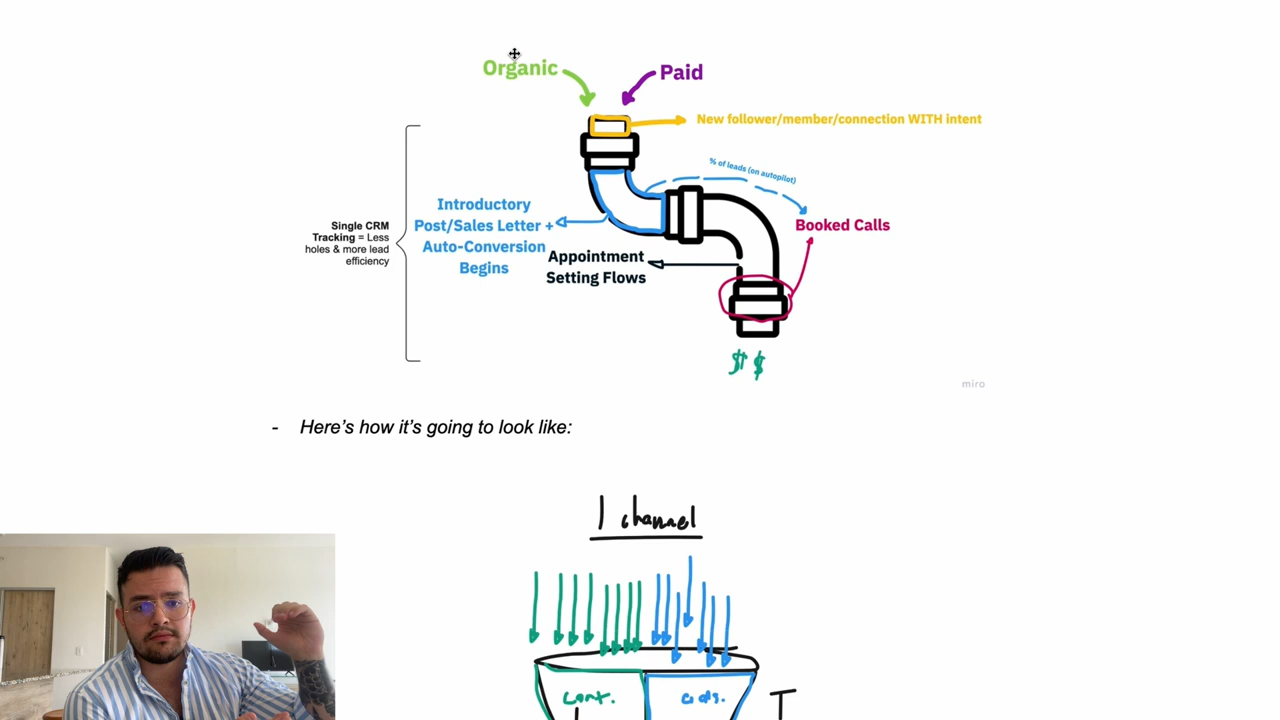 Organic
Paid
New follower/member/connection WITH intent
% of leads (on autopilot)
Introductory
Post/Sales Letter +
Auto-Conversion
Begins
Booked Calls
Single CRM
Tracking = Less
holes & more lead
efficiency
Appointment
Setting Flows
$ $
miro
- Here's how it's going to look like:
1 channel
Cont.
ads.